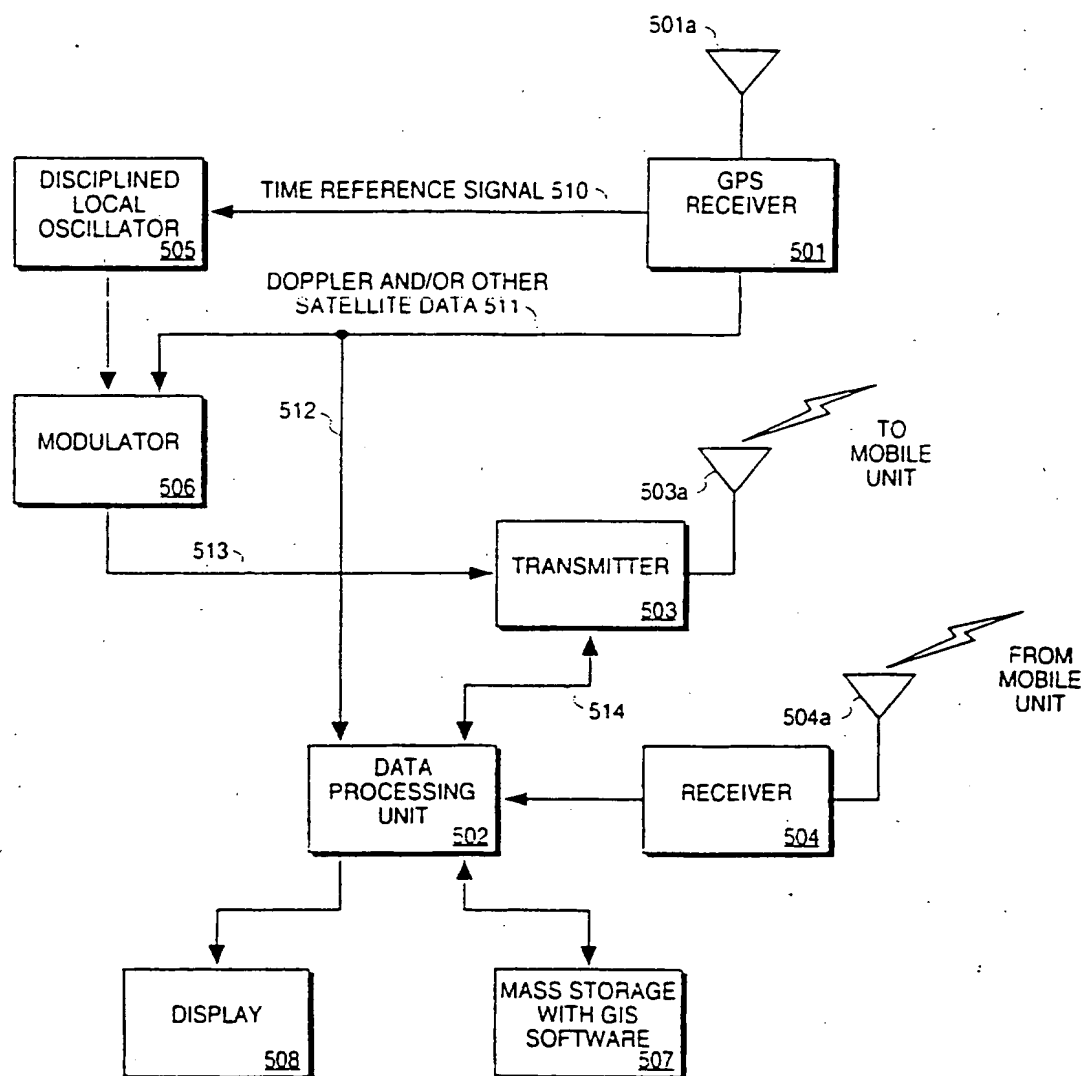 501a
DISCIPLINED
LOCAL
OSCILLATOR
505
TIME REFERENCE SIGNAL 510
GPS
RECEIVER
501
DOPPLER AND/OR OTHER
SATELLITE DATA 511
MODULATOR
506
512
TO
MOBILE
UNIT
503a
513
TRANSMITTER
503
FROM
MOBILE
UNIT
514
504a
DATA
PROCESSING
UNIT
502
RECEIVER
504
DISPLAY
508
MASS STORAGE
WITH GIS
SOFTWARE
507